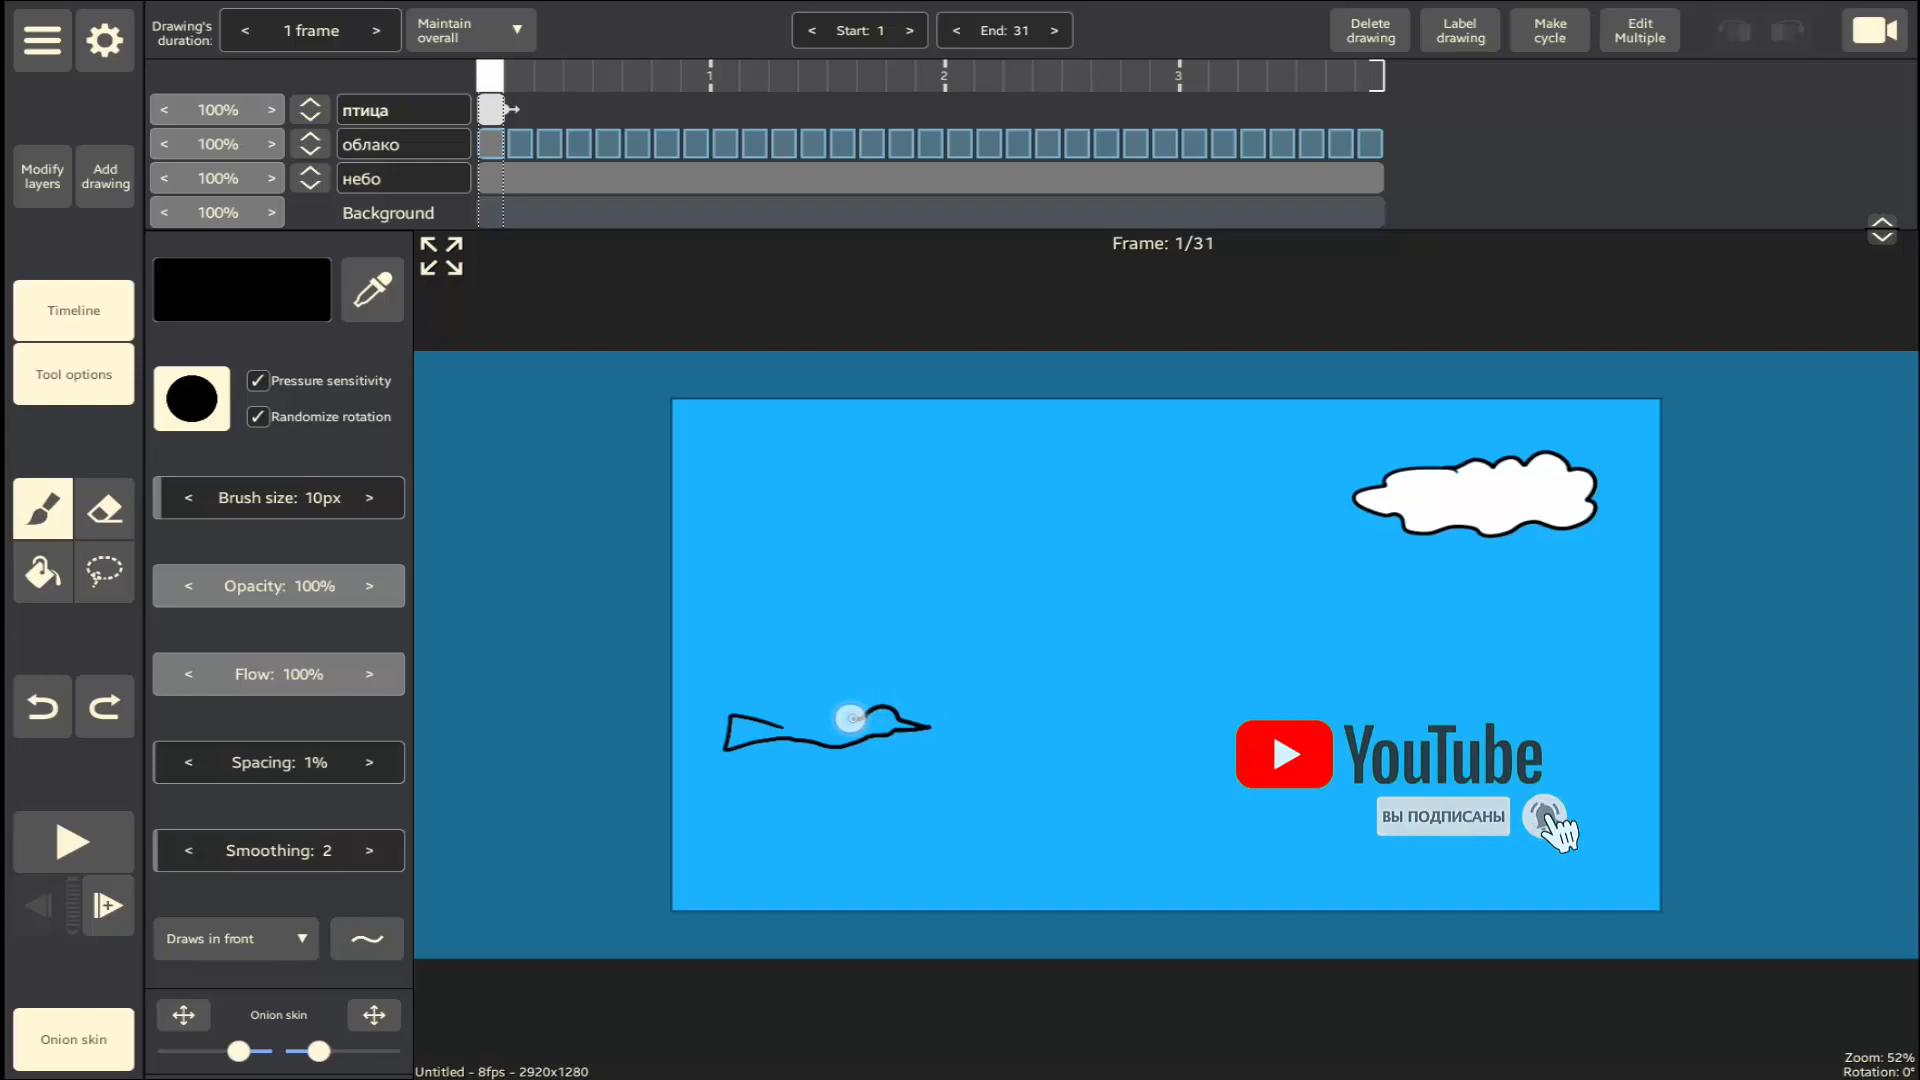 Drawing's duration:
< 1 frame >
Maintain overall
< Start: 1 >
< End: 31 >
Delete drawing
Label drawing
Make cycle
Edit Multiple
1
2
3
< 100% > птица
< 100% > облако
< 100% > небо
< 100% > Background
Modify layers
Add drawing
Frame: 1/31
Timeline
Tool options
Pressure sensitivity
Randomize rotation
< Brush size: 10px >
< Opacity: 100% >
< Flow: 100% >
< Spacing: 1% >
< Smoothing: 2 >
Draws in front
YouTube
ВЫ ПОДПИСАНЫ
Onion skin
Onion skin
Untitled - 8fps - 2920x1280
Zoom: 52%
Rotation: 0°